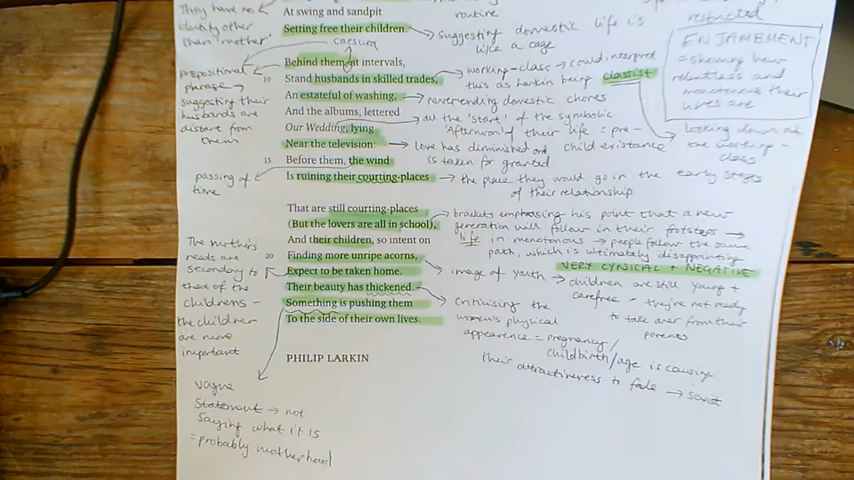 They have no
identity other
than 'mother'
At swing and sandpit
Setting free their children.
routine
suggesting domestic life is
like a cage
restricted
caesura
ENJAMBEMENT
= showing how
relentless and
monotonous their
lives are
Behind them, at intervals,
10 Stand husbands in skilled trades,
An estateful of washing,
And the albums, lettered
Our Wedding, lying
Near the television:
15 Before them, the wind
Is ruining their courting-places
prepositional
phrase →
suggesting their
husbands are
distant from
them
passing of
time
working-class → could interpret
this as Larkin being classist
neverending domestic chores
at the 'start' of the symbolic
'Afternoon' of their life: pre-
child existance
love has diminished and
is taken for granted
looking down at
the working-
class
the place they would go in the early stages
of their relationship
That are still courting-places
(But the lovers are all in school),
And their children, so intent on
20 Finding more unripe acorns,
Expect to be taken home.
Their beauty has thickened.
Something is pushing them
To the side of their own lives.
brackets emphasing his point that a new
generation will follow in their footsteps →
life in monotonous → people follow the same
path, which is ultimately disappointing
VERY CYNICAL + NEGATIVE
image of youth → children are still young +
carefree - they're not ready
to take over from their
parents
The mothers
needs are
secondary to
that of the
childrens -
the children
are more
important
Critisising the
women's physical
appearence = pregnancy/
childbirth/age is causing
their attractiveness to fade → sexist
PHILIP LARKIN
vague
Statement → not
saying what it is
= probably motherhood